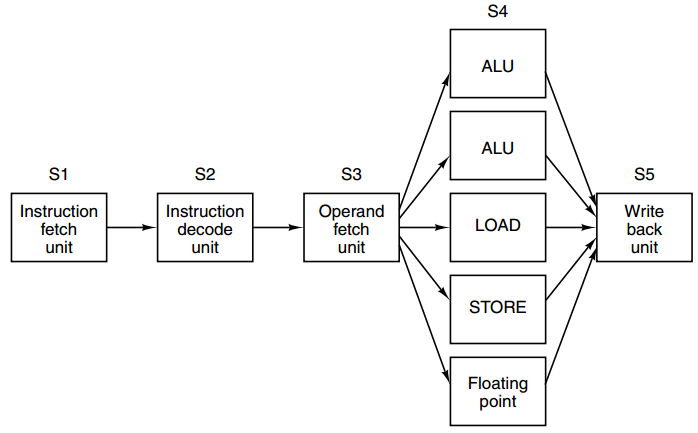 S4
ALU
ALU
S1
S2
S3
S5
Instruction
fetch
unit
Instruction
decode
unit
Operand
fetch
unit
LOAD
Write
back
unit
STORE
Floating
point